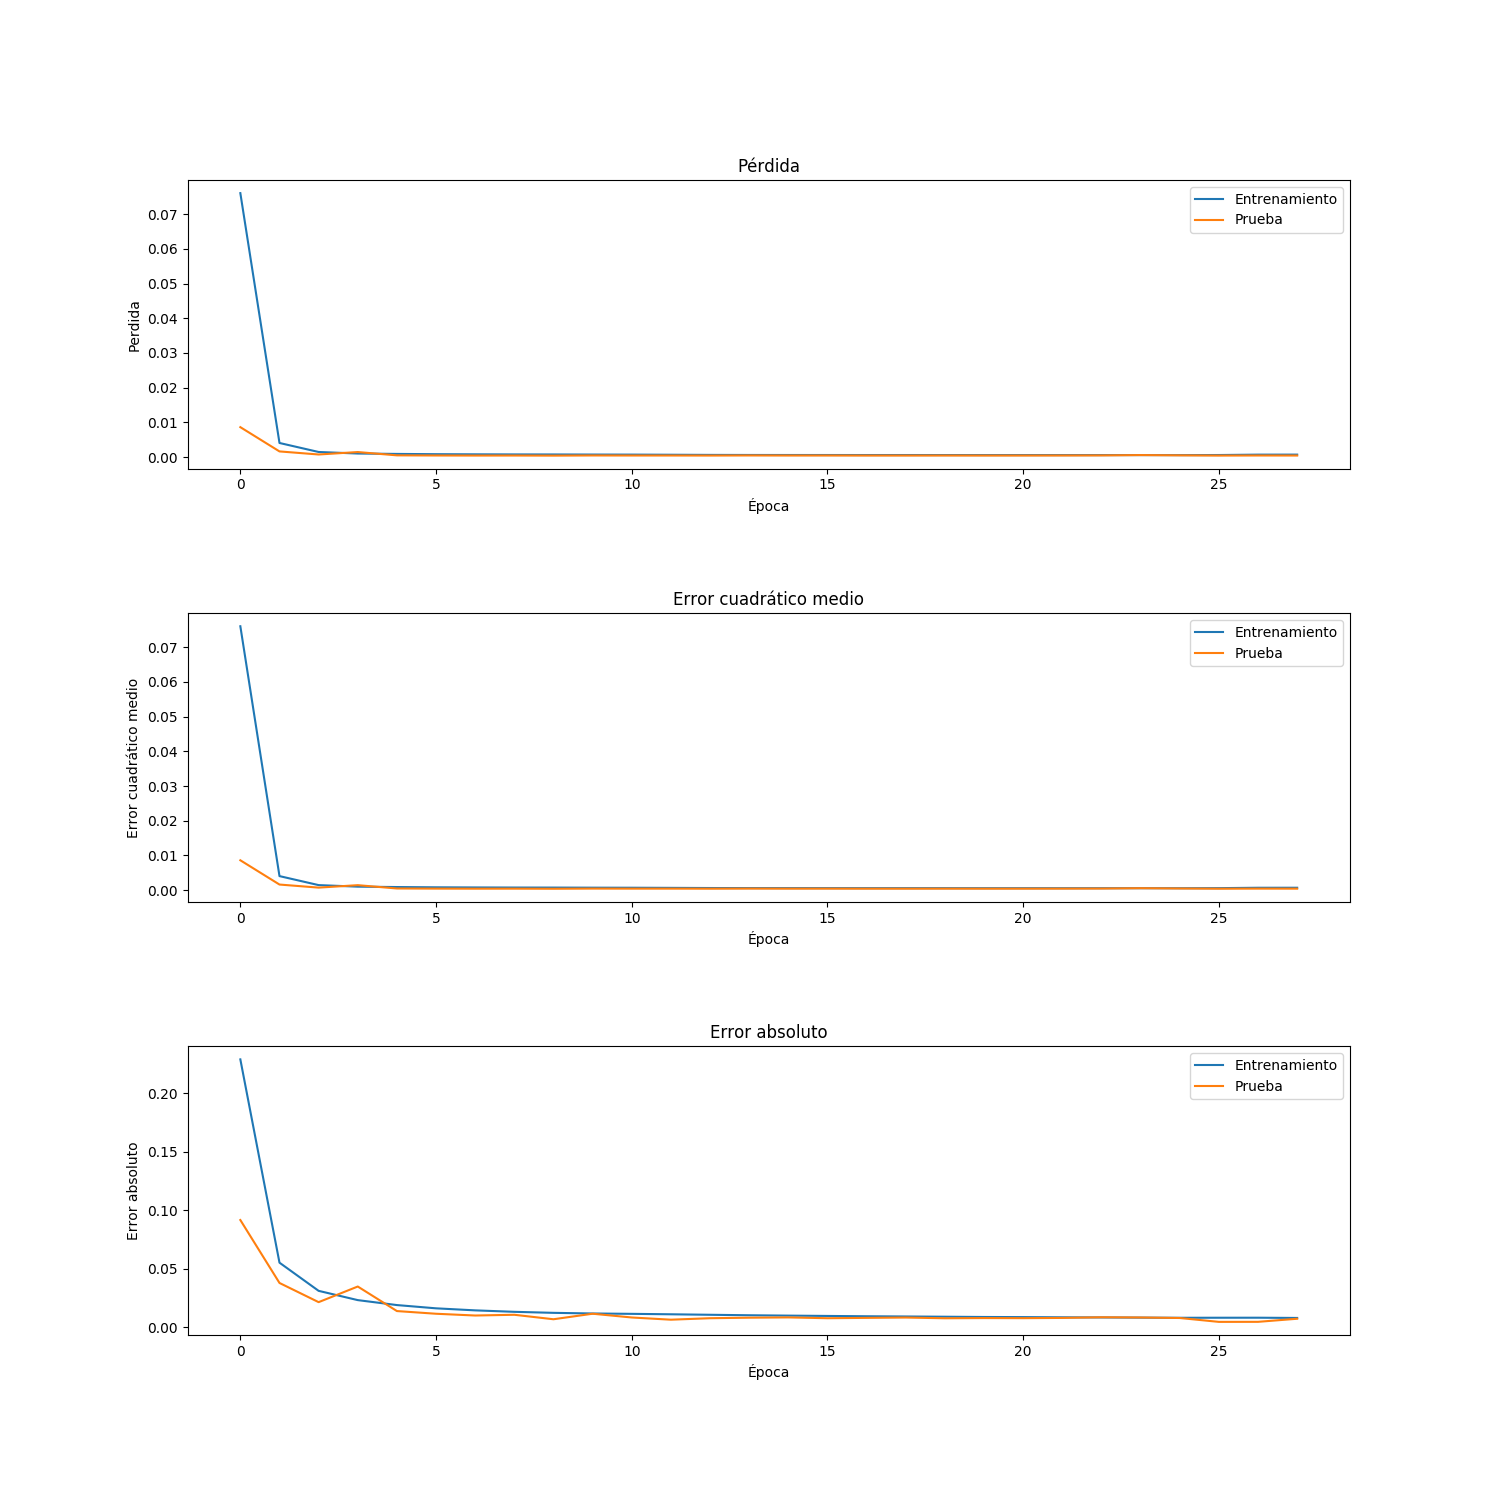 Pérdida
Entrenamiento
Prueba
0.07
0.06
0.05
0.04
0.03
0.02
0.01
0.00
Perdida
0 5 10 15 20 25
Época
Error cuadrático medio
Entrenamiento
Prueba
0.07
0.06
0.05
0.04
0.03
0.02
0.01
0.00
Error cuadrático medio
0 5 10 15 20 25
Época
Error absoluto
Entrenamiento
Prueba
0.20
0.15
0.10
0.05
0.00
Error absoluto
0 5 10 15 20 25
Época